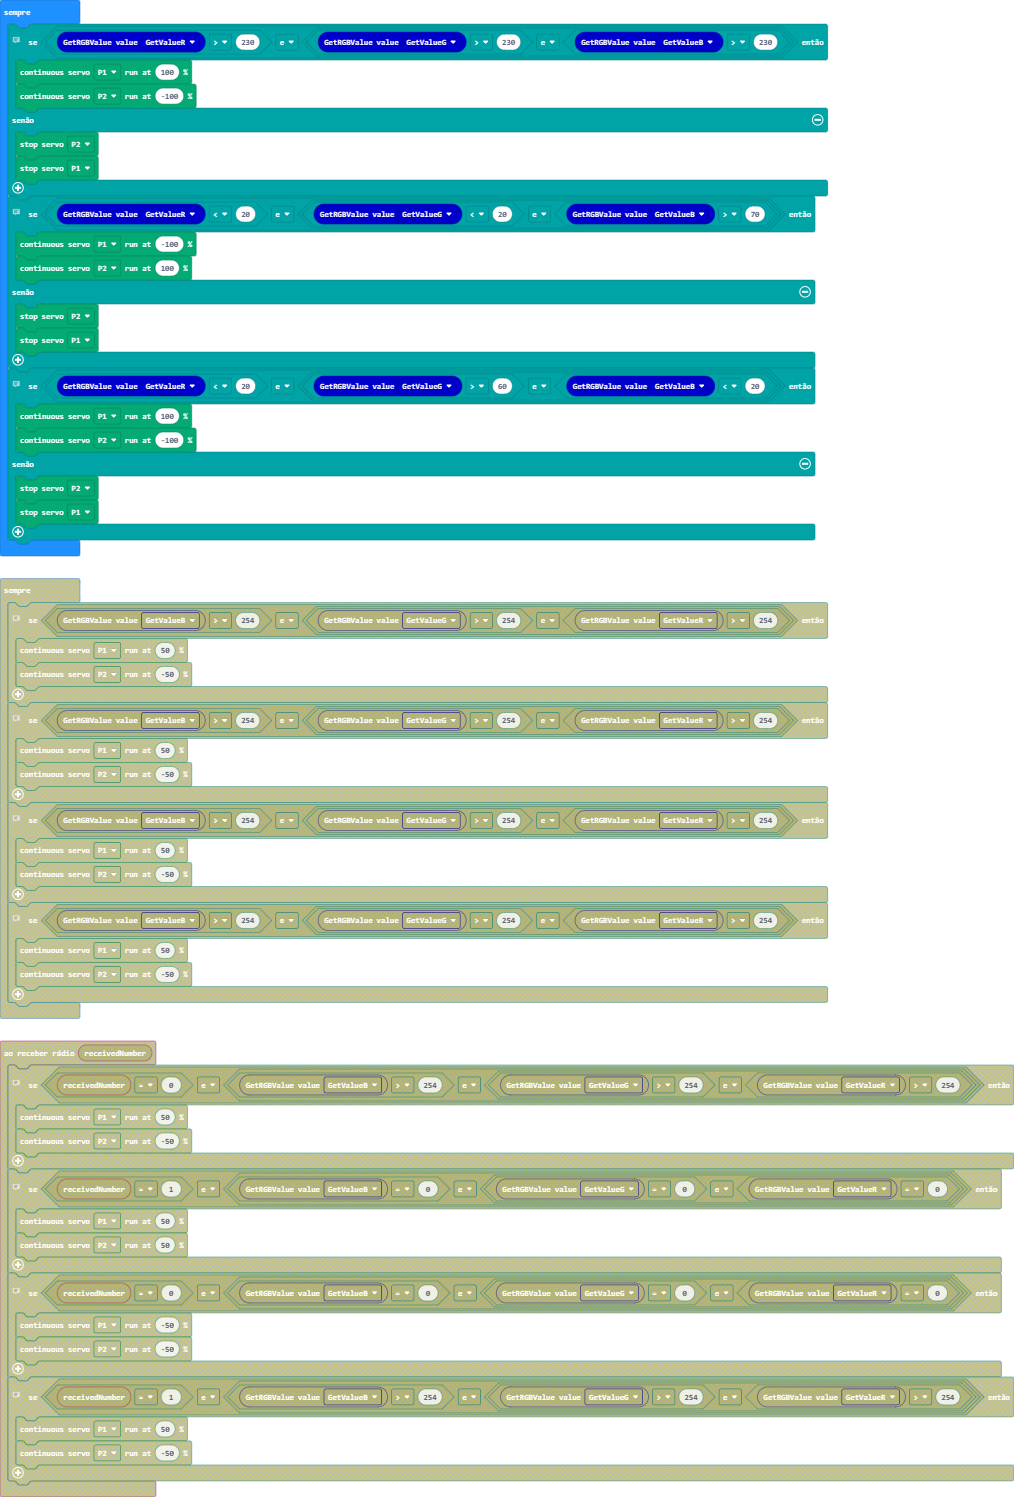 sempre
se GetRGBValue value GetValueR > 230 e GetRGBValue value GetValueG > 230 e GetRGBValue value GetValueB > 230 então
continuous servo P1 run at 100 %
continuous servo P2 run at -100 %
senão
stop servo P2
stop servo P1
se GetRGBValue value GetValueR < 20 e GetRGBValue value GetValueG < 20 e GetRGBValue value GetValueB > 70 então
continuous servo P1 run at -100 %
continuous servo P2 run at 100 %
senão
stop servo P2
stop servo P1
se GetRGBValue value GetValueR < 20 e GetRGBValue value GetValueG > 60 e GetRGBValue value GetValueB < 20 então
continuous servo P1 run at 100 %
continuous servo P2 run at -100 %
senão
stop servo P2
stop servo P1
sempre
se GetRGBValue value GetValueB > 254 e GetRGBValue value GetValueG > 254 e GetRGBValue value GetValueR > 254 então
continuous servo P1 run at 50 %
continuous servo P2 run at -50 %
se GetRGBValue value GetValueB > 254 e GetRGBValue value GetValueG > 254 e GetRGBValue value GetValueR > 254 então
continuous servo P1 run at 50 %
continuous servo P2 run at -50 %
se GetRGBValue value GetValueB > 254 e GetRGBValue value GetValueG > 254 e GetRGBValue value GetValueR > 254 então
continuous servo P1 run at 50 %
continuous servo P2 run at -50 %
se GetRGBValue value GetValueB > 254 e GetRGBValue value GetValueG > 254 e GetRGBValue value GetValueR > 254 então
continuous servo P1 run at 50 %
continuous servo P2 run at -50 %
ao receber rádio receivedNumber
se receivedNumber = 0 e GetRGBValue value GetValueB > 254 e GetRGBValue value GetValueG > 254 e GetRGBValue value GetValueR > 254 então
continuous servo P1 run at 50 %
continuous servo P2 run at -50 %
se receivedNumber = 1 e GetRGBValue value GetValueB = 0 e GetRGBValue value GetValueG = 0 e GetRGBValue value GetValueR = 0 então
continuous servo P1 run at 50 %
continuous servo P2 run at 50 %
se receivedNumber = 0 e GetRGBValue value GetValueB = 0 e GetRGBValue value GetValueG = 0 e GetRGBValue value GetValueR = 0 então
continuous servo P1 run at -50 %
continuous servo P2 run at -50 %
se receivedNumber = 1 e GetRGBValue value GetValueB > 254 e GetRGBValue value GetValueG > 254 e GetRGBValue value GetValueR > 254 então
continuous servo P1 run at 50 %
continuous servo P2 run at -50 %